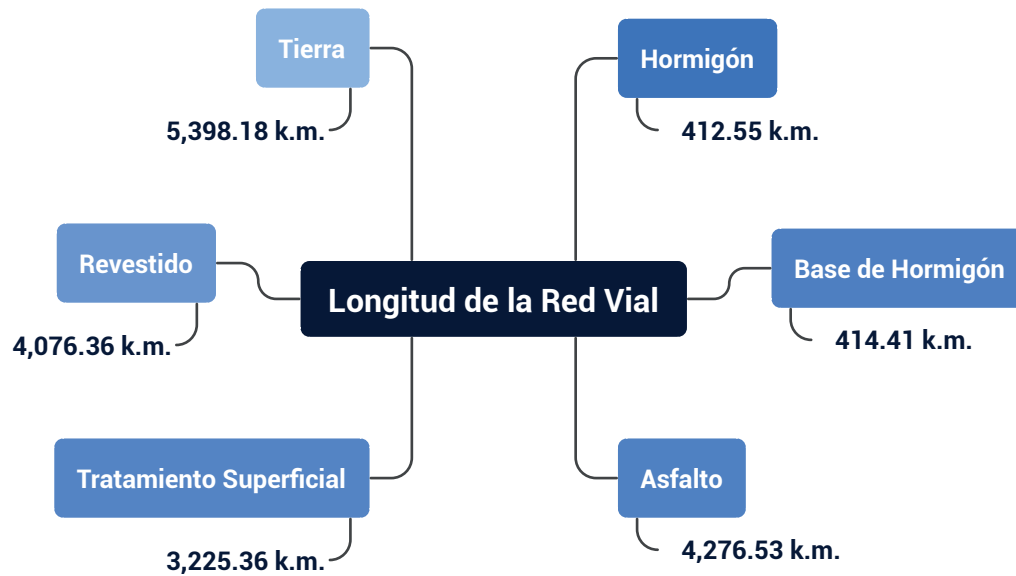 Tierra
5,398.18 k.m.
Hormigón
412.55 k.m.
Revestido
4,076.36 k.m.
Longitud de la Red Vial
Base de Hormigón
414.41 k.m.
Tratamiento Superficial
3,225.36 k.m.
Asfalto
4,276.53 k.m.